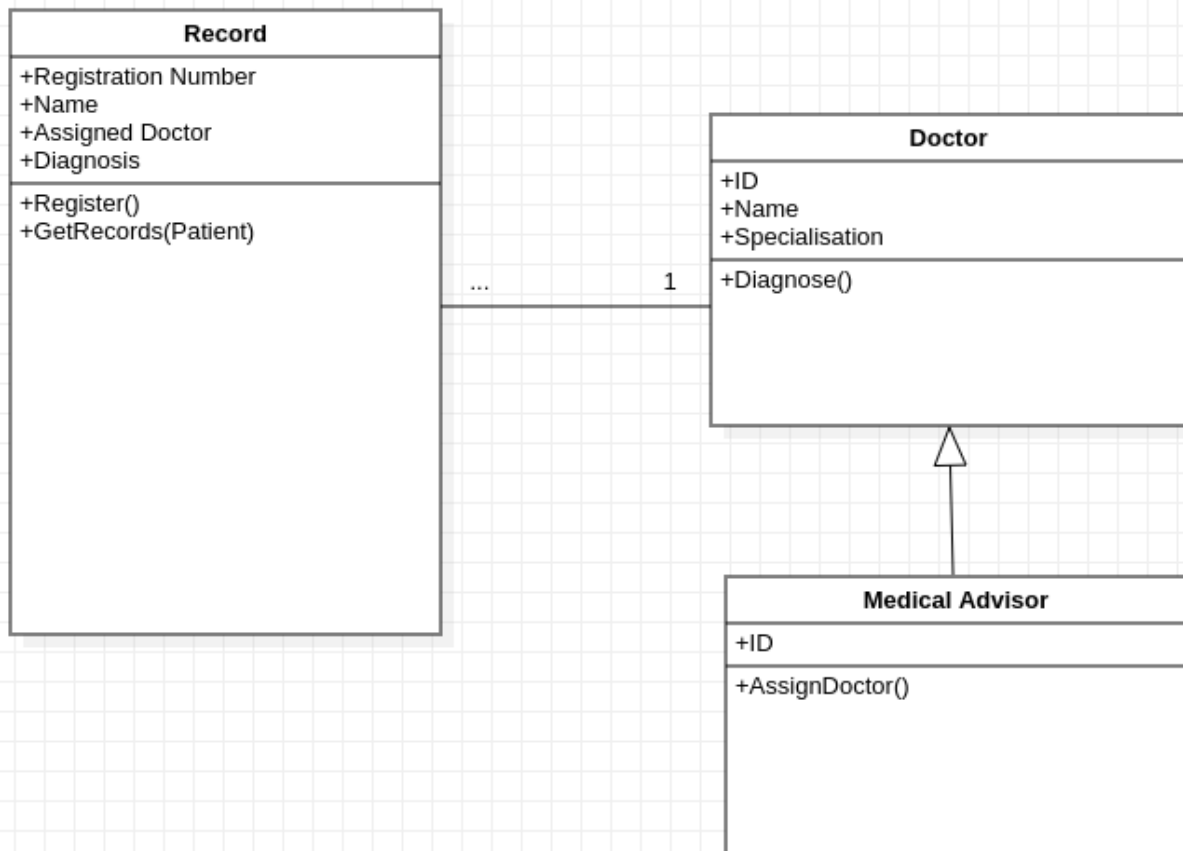 Record
+Registration Number
+Name
+Assigned Doctor
+Diagnosis
+Register()
+GetRecords(Patient)
...
1
Doctor
+ID
+Name
+Specialisation
+Diagnose()
Medical Advisor
+ID
+AssignDoctor()